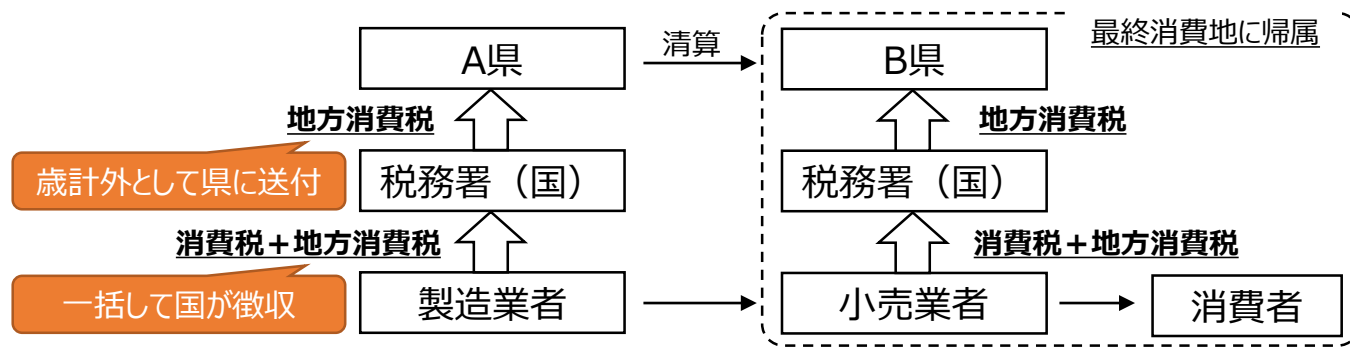 最終消費地に帰属
A県
清算
B県
地方消費税
地方消費税
歳計外として県に送付
税務署（国）
税務署（国）
消費税＋地方消費税
消費税＋地方消費税
一括して国が徴収
製造業者
小売業者
消費者